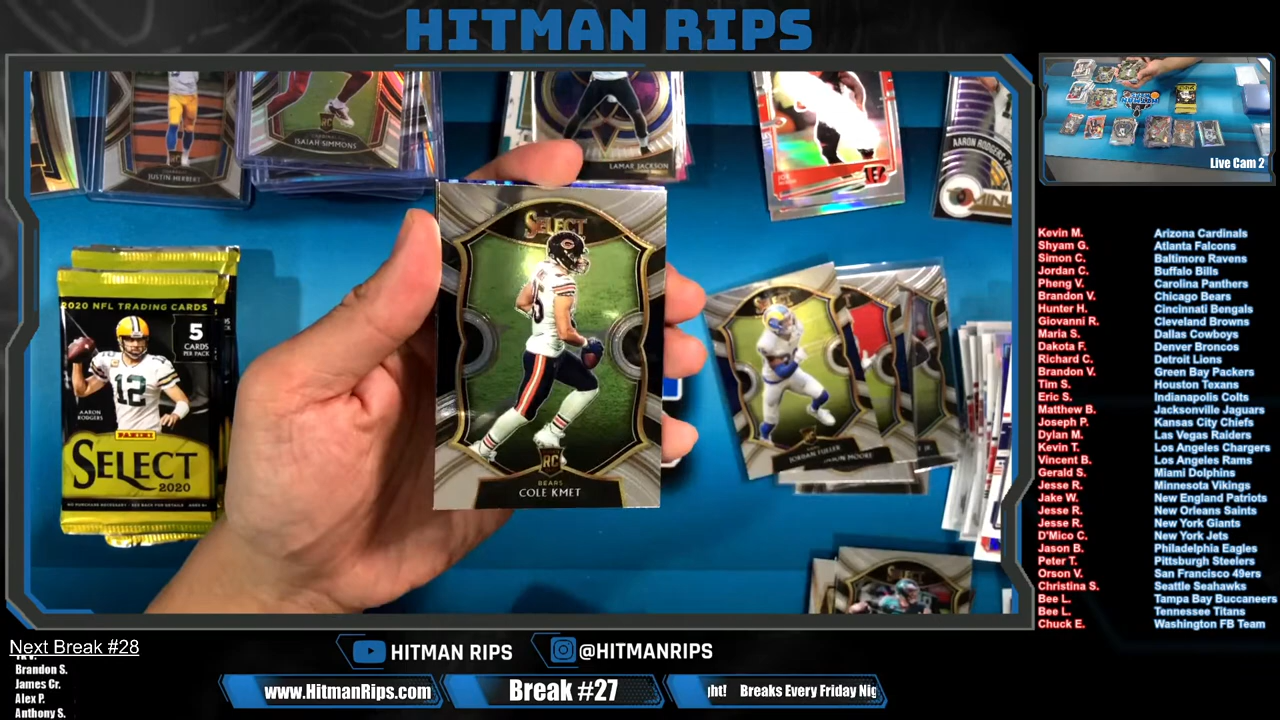 HITMAN RIPS
JUSTIN HERBERT
ISAIAH SIMMONS
RC
LAMAR JACKSON
AARON RODGERS
MINU
SELECT
RC
BEARS
COLE KMET
2020 NFL TRADING CARDS
5
CARDS
PER PACK
12
AARON
RODGERS
PANINI
SELECT
2020
SELECT
JORDAN FULLER
MOORE
SELECT
Live Cam 2
Kevin M. Arizona Cardinals
Shyam G. Atlanta Falcons
Simon C. Baltimore Ravens
Jordan C. Buffalo Bills
Pheng V. Carolina Panthers
Brandon V. Chicago Bears
Hunter H. Cincinnati Bengals
Giovanni R. Cleveland Browns
Maria S. Dallas Cowboys
Dakota F. Denver Broncos
Richard C. Detroit Lions
Brandon V. Green Bay Packers
Tim S. Houston Texans
Eric S. Indianapolis Colts
Matthew B. Jacksonville Jaguars
Joseph P. Kansas City Chiefs
Dylan M. Las Vegas Raiders
Kevin T. Los Angeles Chargers
Vincent B. Los Angeles Rams
Gerald S. Miami Dolphins
Jesse R. Minnesota Vikings
Jake W. New England Patriots
Jesse R. New Orleans Saints
Jesse R. New York Giants
D'Mico C. New York Jets
Jason B. Philadelphia Eagles
Peter T. Pittsburgh Steelers
Orson V. San Francisco 49ers
Christina S. Seattle Seahawks
Bee L. Tampa Bay Buccaneers
Bee L. Tennessee Titans
Chuck E. Washington FB Team
Next Break #28
Brandon S.
James Cr.
Alex P.
Anthony S.
HITMAN RIPS
@HITMANRIPS
www.HitmanRips.com
Break #27
ght! Breaks Every Friday Nig